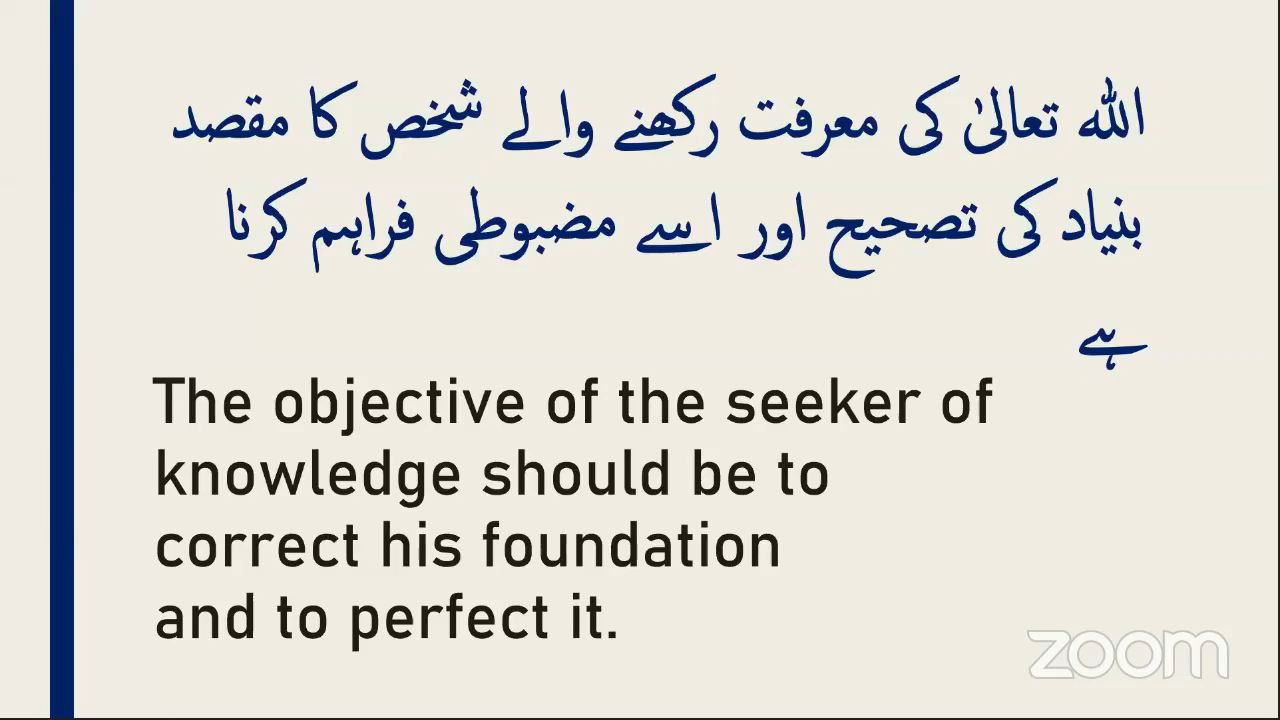 اللہ تعالیٰ کی معرفت رکھنے والے شخص کا مقصد
بنیاد کی تصحیح اور اسے مضبوطی فراہم کرنا
ہے
The objective of the seeker of
knowledge should be to
correct his foundation
and to perfect it.
zoom